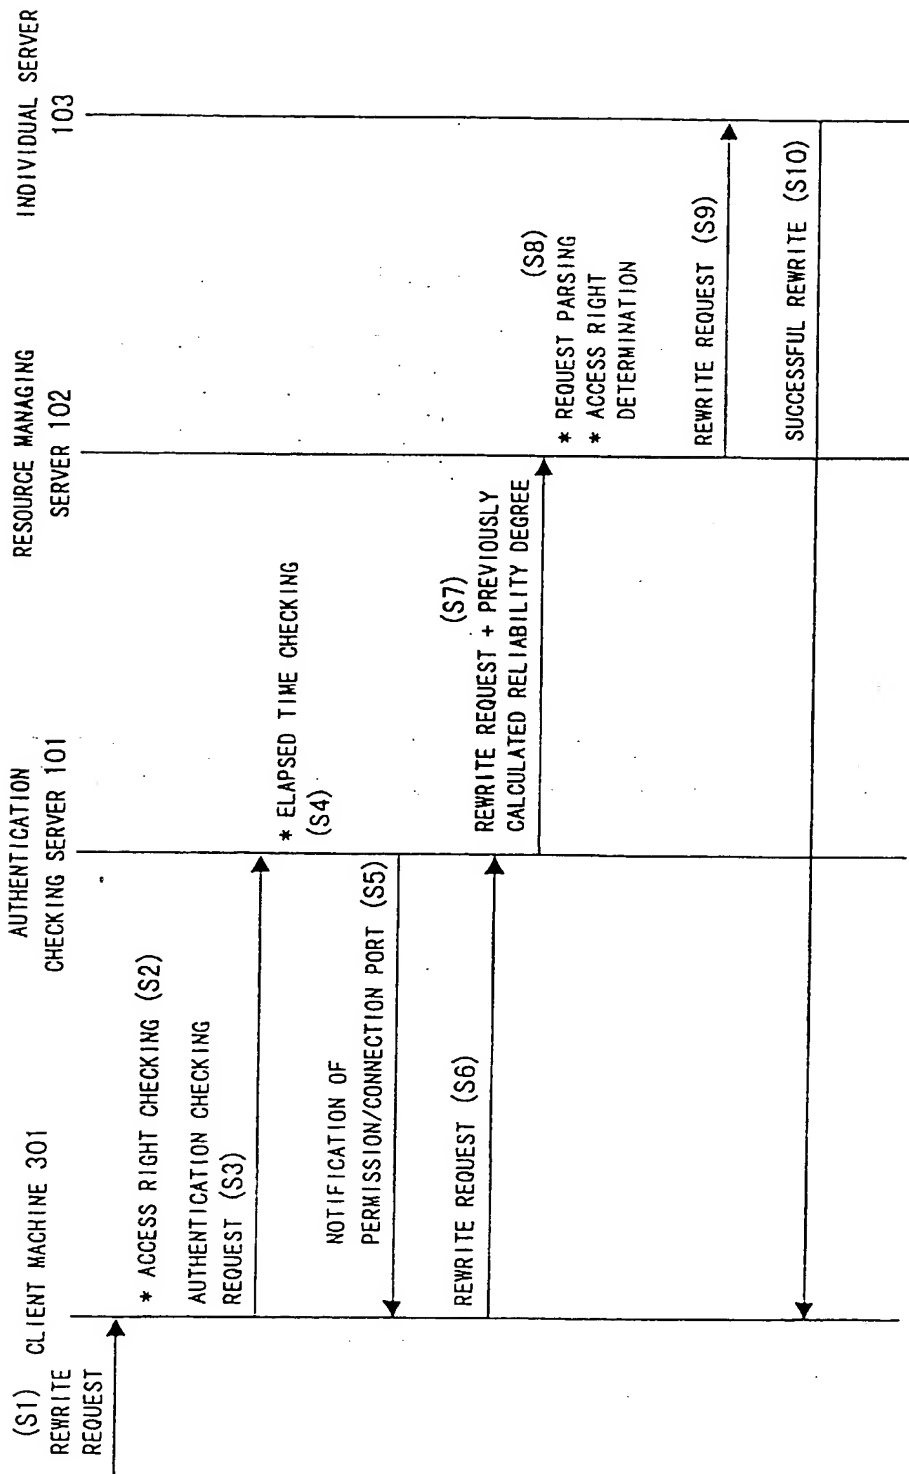 (S1)
REWRITE
REQUEST
CLIENT MACHINE 301
AUTHENTICATION
CHECKING SERVER 101
RESOURCE MANAGING
SERVER 102
INDIVIDUAL SERVER
103
* ACCESS RIGHT CHECKING (S2)
AUTHENTICATION CHECKING
REQUEST (S3)
* ELAPSED TIME CHECKING
(S4)
NOTIFICATION OF
PERMISSION/CONNECTION PORT (S5)
REWRITE REQUEST (S6)
(S7)
REWRITE REQUEST + PREVIOUSLY
CALCULATED RELIABILITY DEGREE
(S8)
* REQUEST PARSING
* ACCESS RIGHT
DETERMINATION
REWRITE REQUEST (S9)
SUCCESSFUL REWRITE (S10)